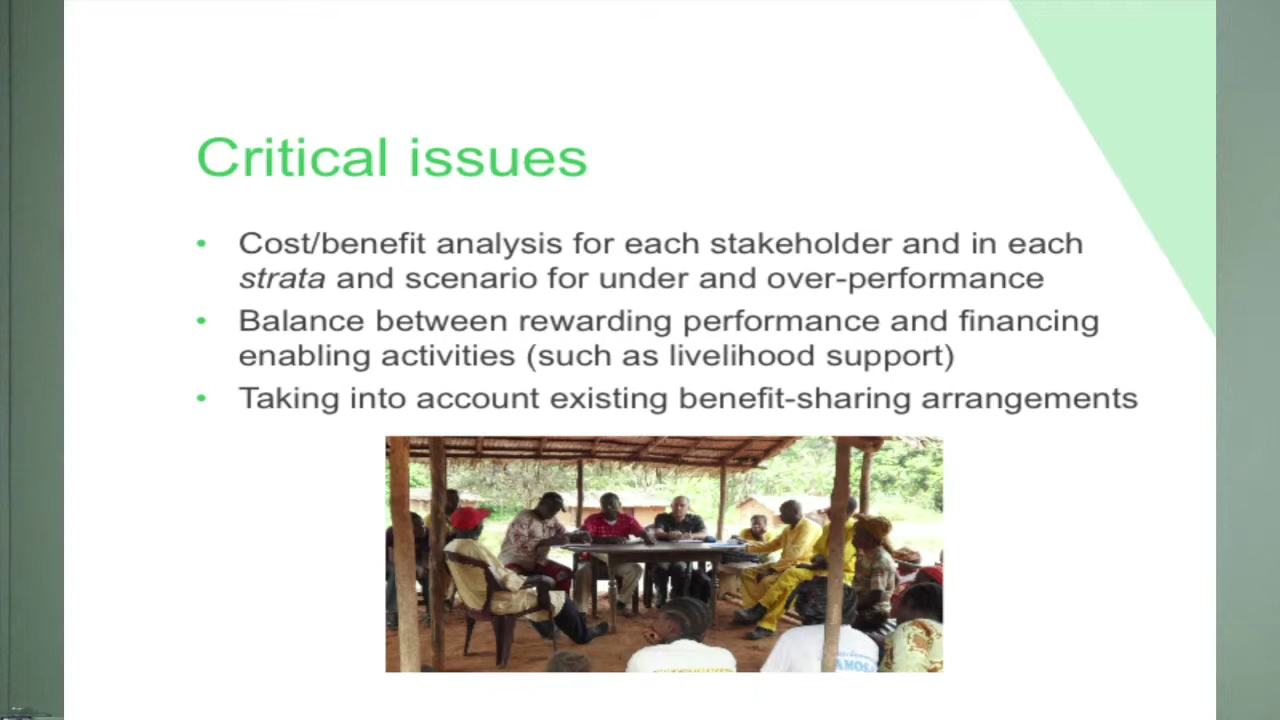 Critical issues
• Cost/benefit analysis for each stakeholder and in each
strata and scenario for under and over-performance
• Balance between rewarding performance and financing
enabling activities (such as livelihood support)
• Taking into account existing benefit-sharing arrangements